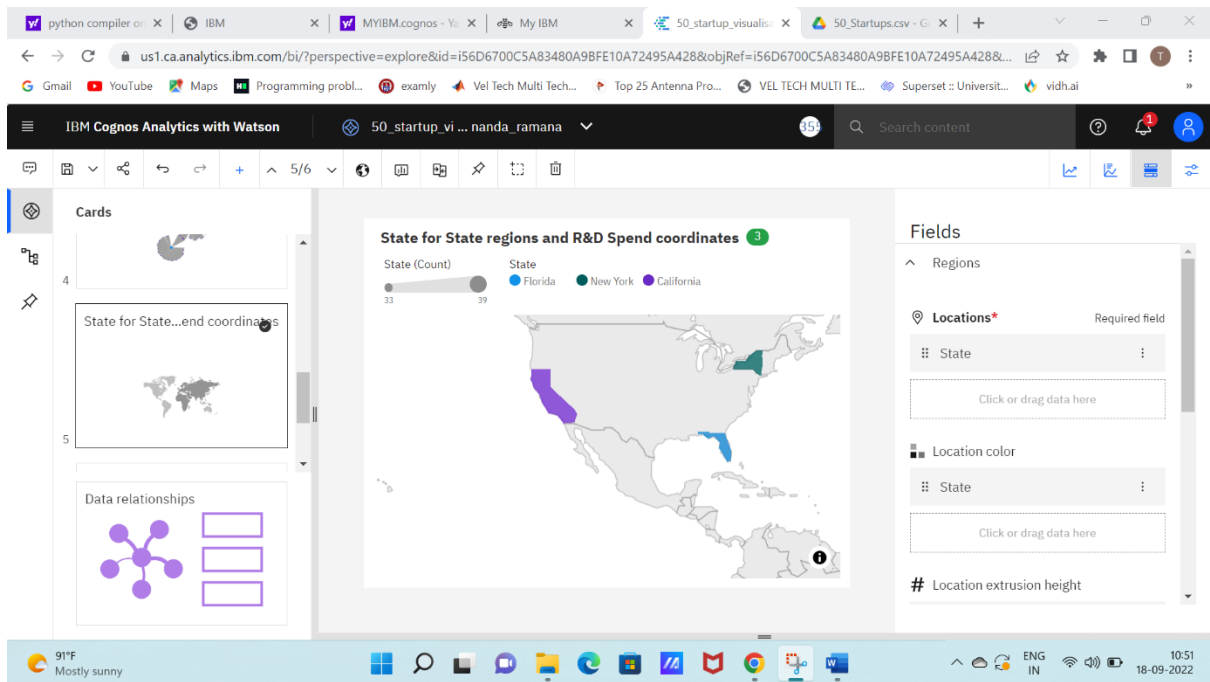 python compiler on
IBM
MYIBM.cognos - Ya
My IBM
50_startup_visualisa
50_Startups.csv - G
us1.ca.analytics.ibm.com/bi/?perspective=explore&id=i56D6700C5A83480A9BFE10A72495A428&objRef=i56D6700C5A83480A9BFE10A72495A428&...
T
Gmail
YouTube
Maps
Programming probl...
examly
Vel Tech Multi Tech...
Top 25 Antenna Pro...
VEL TECH MULTI TE...
Superset :: Universit...
vidh.ai
»
IBM Cognos Analytics with Watson
50_startup_vi ... nanda_ramana
355
Search content
1
5/6
Cards
4
State for State...end coordinates
5
Data relationships
State for State regions and R&D Spend coordinates 3
State (Count)
33 39
State
Florida New York California
Fields
Regions
Locations* Required field
State
Click or drag data here
Location color
State
Click or drag data here
# Location extrusion height
91°F
Mostly sunny
ENG
IN
10:51
18-09-2022